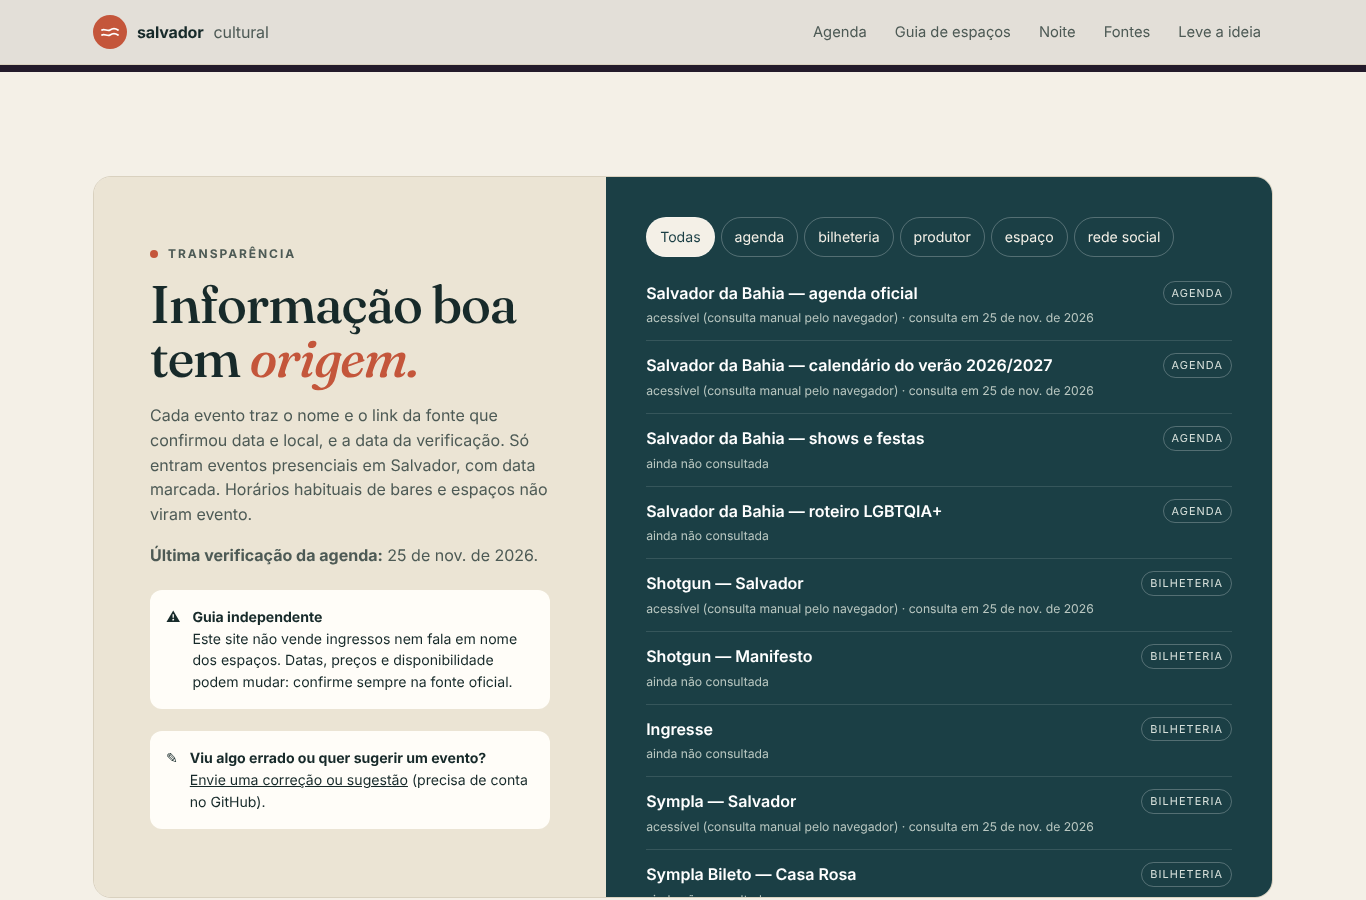 salvador cultural
Agenda
Guia de espaços
Noite
Fontes
Leve a ideia
TRANSPARÊNCIA
Informação boa
tem origem.
Cada evento traz o nome e o link da fonte que
confirmou data e local, e a data da verificação. Só
entram eventos presenciais em Salvador, com data
marcada. Horários habituais de bares e espaços não
viram evento.
Última verificação da agenda: 25 de nov. de 2026.
Guia independente
Este site não vende ingressos nem fala em nome
dos espaços. Datas, preços e disponibilidade
podem mudar: confirme sempre na fonte oficial.
Viu algo errado ou quer sugerir um evento?
Envie uma correção ou sugestão (precisa de conta
no GitHub).
Todas
agenda
bilheteria
produtor
espaço
rede social
Salvador da Bahia — agenda oficial
AGENDA
acessível (consulta manual pelo navegador) · consulta em 25 de nov. de 2026
Salvador da Bahia — calendário do verão 2026/2027
AGENDA
acessível (consulta manual pelo navegador) · consulta em 25 de nov. de 2026
Salvador da Bahia — shows e festas
AGENDA
ainda não consultada
Salvador da Bahia — roteiro LGBTQIA+
AGENDA
ainda não consultada
Shotgun — Salvador
BILHETERIA
acessível (consulta manual pelo navegador) · consulta em 25 de nov. de 2026
Shotgun — Manifesto
BILHETERIA
ainda não consultada
Ingresse
BILHETERIA
ainda não consultada
Sympla — Salvador
BILHETERIA
acessível (consulta manual pelo navegador) · consulta em 25 de nov. de 2026
Sympla Bileto — Casa Rosa
BILHETERIA